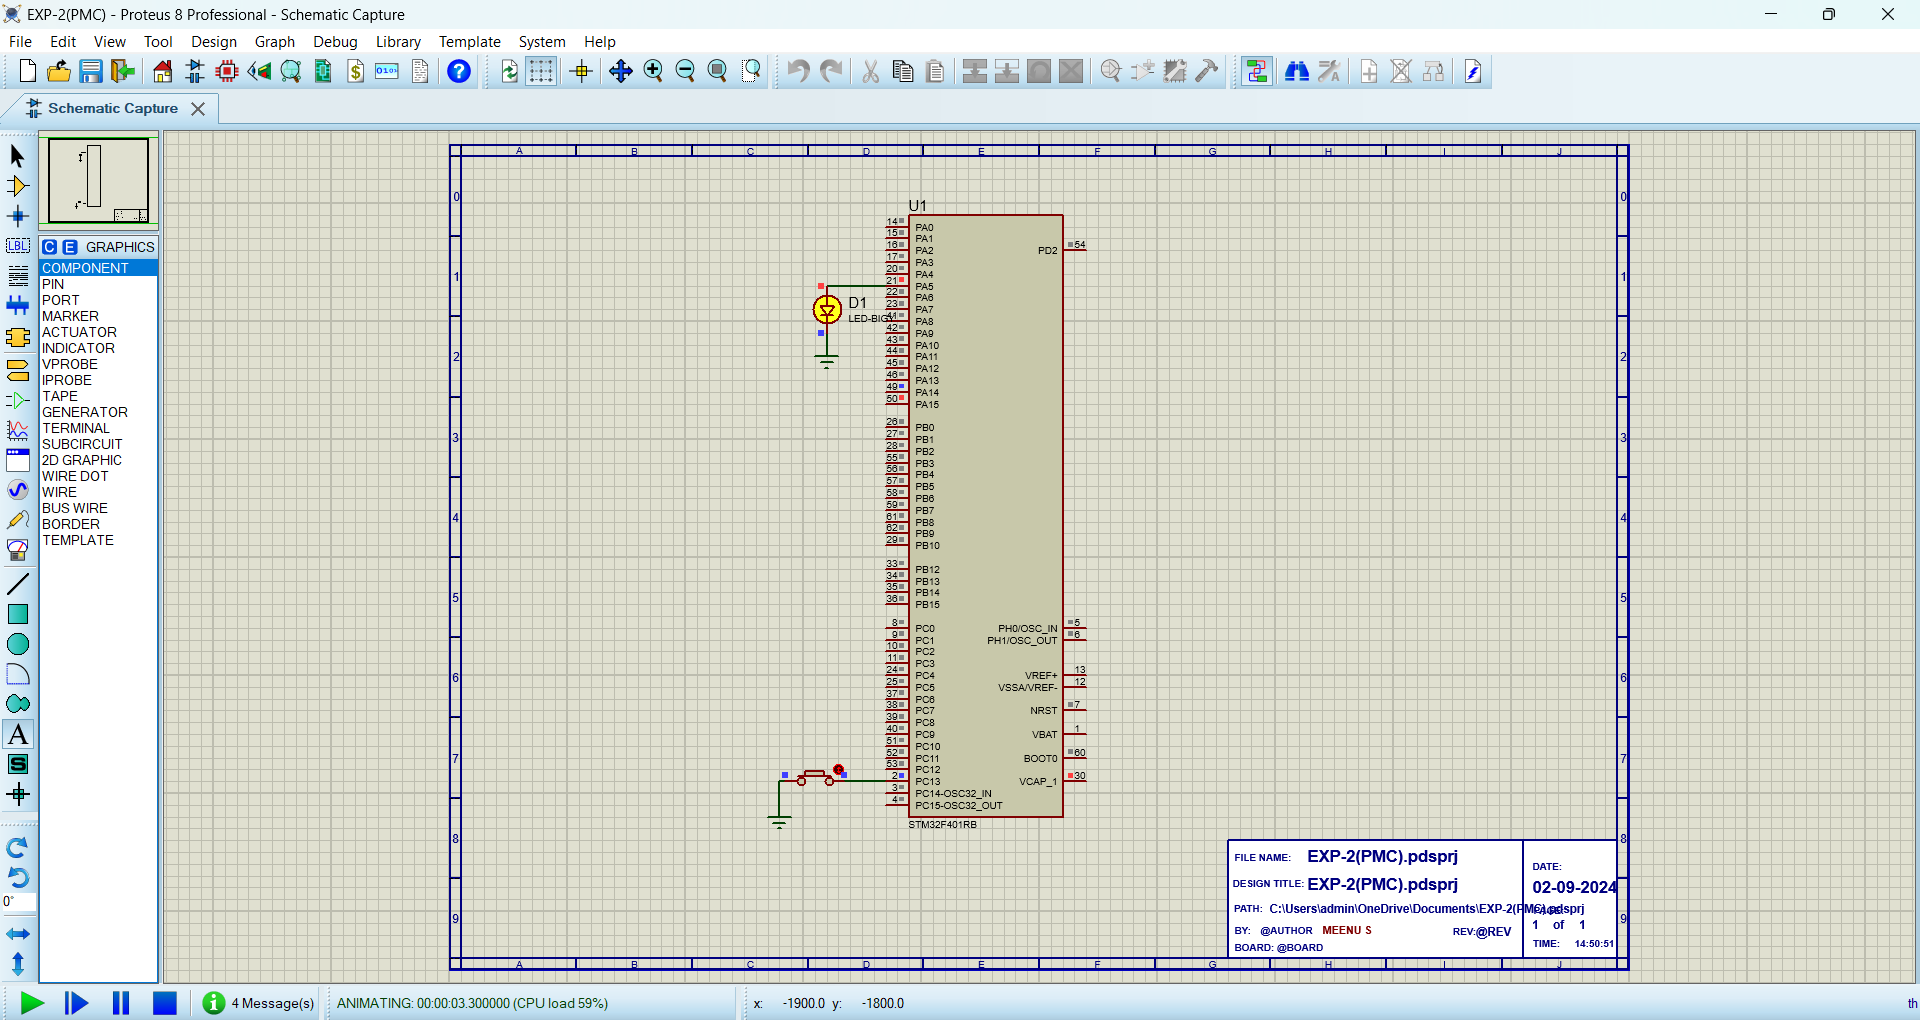 EXP-2(PMC) - Proteus 8 Professional - Schematic Capture
File Edit View Tool Design Graph Debug Library Template System Help
Schematic Capture
LBL
C E GRAPHICS
COMPONENT
PIN
PORT
MARKER
ACTUATOR
INDICATOR
VPROBE
IPROBE
TAPE
GENERATOR
TERMINAL
SUBCIRCUIT
2D GRAPHIC
WIRE DOT
WIRE
BUS WIRE
BORDER
TEMPLATE
A
S
0°
A B C D E F G H I J
0 0
1 1
2 2
3 3
4 4
5 5
6 6
7 7
8 8
9 9
A B C D E F G H I J
U1
14 PA0
15 PA1
16 PA2
17 PA3
20 PA4
21 PA5
22 PA6
23 PA7
41 PA8
42 PA9
43 PA10
44 PA11
45 PA12
46 PA13
49 PA14
50 PA15
26 PB0
27 PB1
28 PB2
55 PB3
56 PB4
57 PB5
58 PB6
59 PB7
61 PB8
62 PB9
29 PB10
33 PB12
34 PB13
35 PB14
36 PB15
8 PC0
9 PC1
10 PC2
11 PC3
24 PC4
25 PC5
37 PC6
38 PC7
39 PC8
40 PC9
51 PC10
52 PC11
53 PC12
2 PC13
3 PC14-OSC32_IN
4 PC15-OSC32_OUT
PD2 54
PH0/OSC_IN 5
PH1/OSC_OUT 6
VREF+ 13
VSSA/VREF- 12
NRST 7
VBAT 1
BOOT0 60
VCAP_1 30
STM32F401RB
D1
LED-BIGY
FILE NAME: EXP-2(PMC).pdsprj
DESIGN TITLE: EXP-2(PMC).pdsprj
PATH: C:\Users\admin\OneDrive\Documents\EXP-2(PMC).pdsprj
BY: @AUTHOR MEENU S REV:@REV
BOARD: @BOARD
DATE:
02-09-2024
PAGE:
1 of 1
TIME: 14:50:51
4 Message(s) ANIMATING: 00:00:03.300000 (CPU load 59%) x: -1900.0 y: -1800.0 th